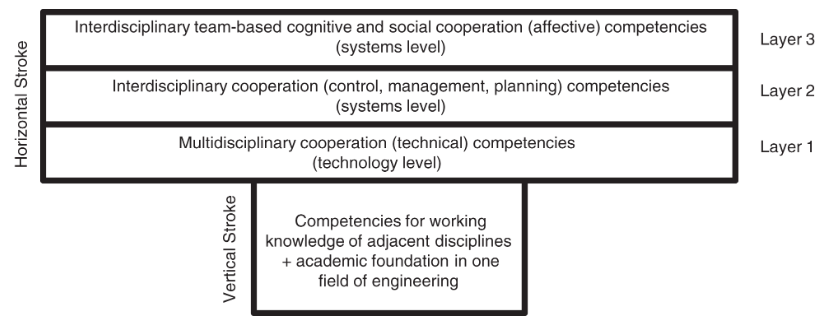 Interdisciplinary team-based cognitive and social cooperation (affective) competencies
(systems level)
Layer 3
Interdisciplinary cooperation (control, management, planning) competencies
(systems level)
Layer 2
Multidisciplinary cooperation (technical) competencies
(technology level)
Layer 1
Horizontal Stroke
Competencies for working
knowledge of adjacent disciplines
+ academic foundation in one
field of engineering
Vertical Stroke